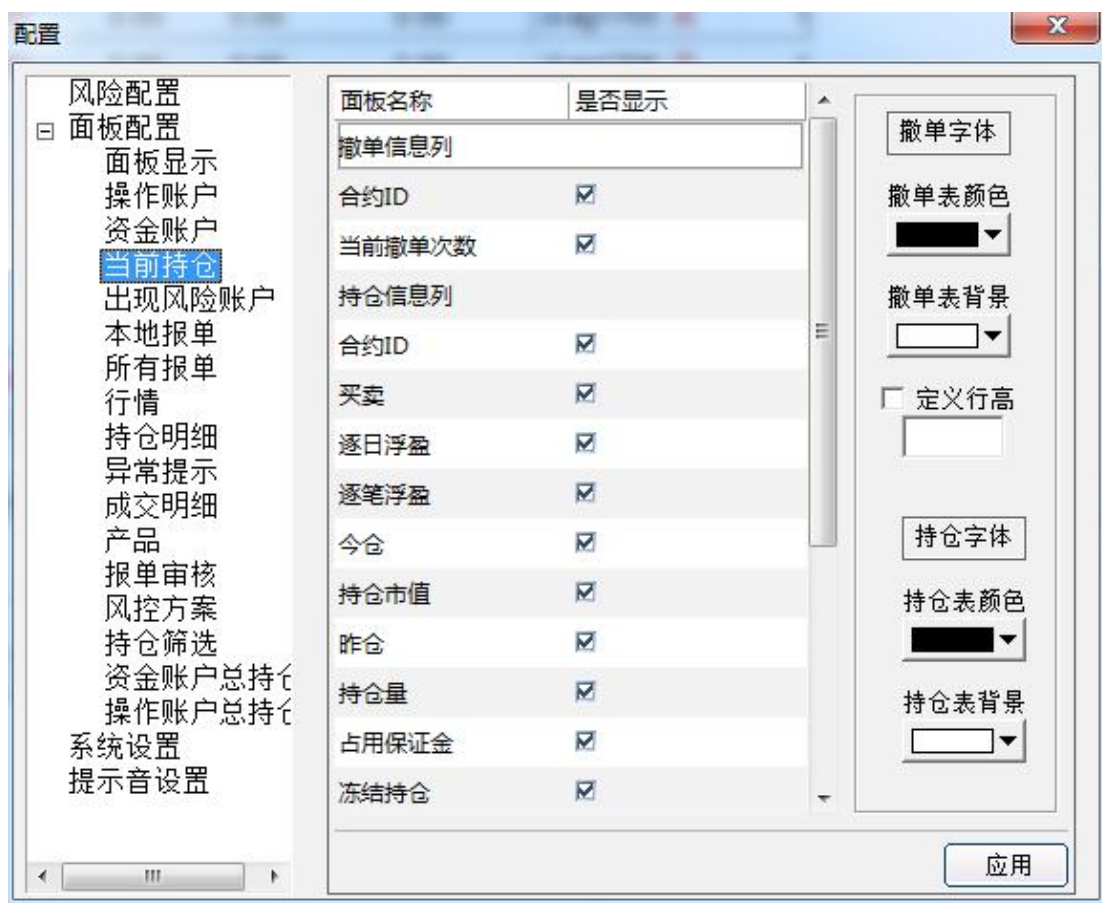 配置
风险配置
面板配置
面板显示
操作账户
资金账户
当前持仓
出现风险账户
本地报单
所有报单
行情
持仓明细
异常提示
成交明细
产品
报单审核
风控方案
持仓筛选
资金账户总持仓
操作账户总持仓
系统设置
提示音设置
面板名称 是否显示
撤单信息列
合约ID
当前撤单次数
持仓信息列
合约ID
买卖
逐日浮盈
逐笔浮盈
今仓
持仓市值
昨仓
持仓量
占用保证金
冻结持仓
撤单字体
撤单表颜色
撤单表背景
定义行高
持仓字体
持仓表颜色
持仓表背景
应用